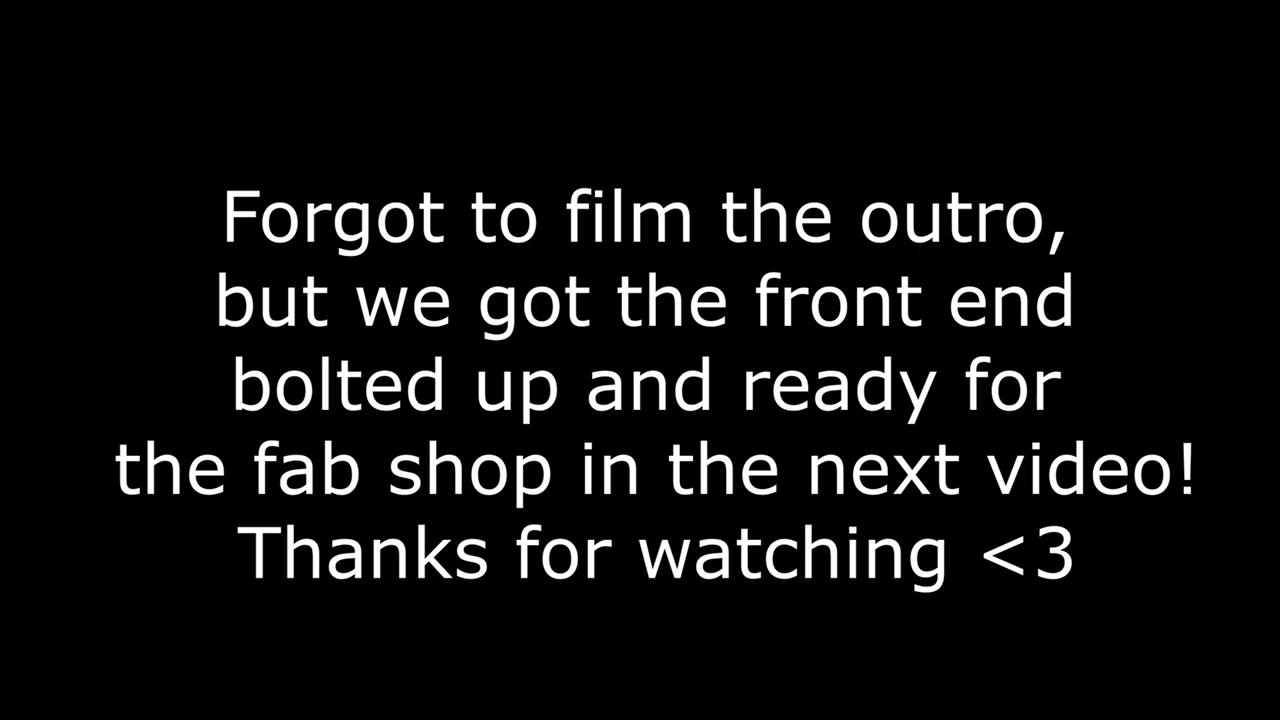 Forgot to film the outro,
but we got the front end
bolted up and ready for
the fab shop in the next video!
Thanks for watching <3